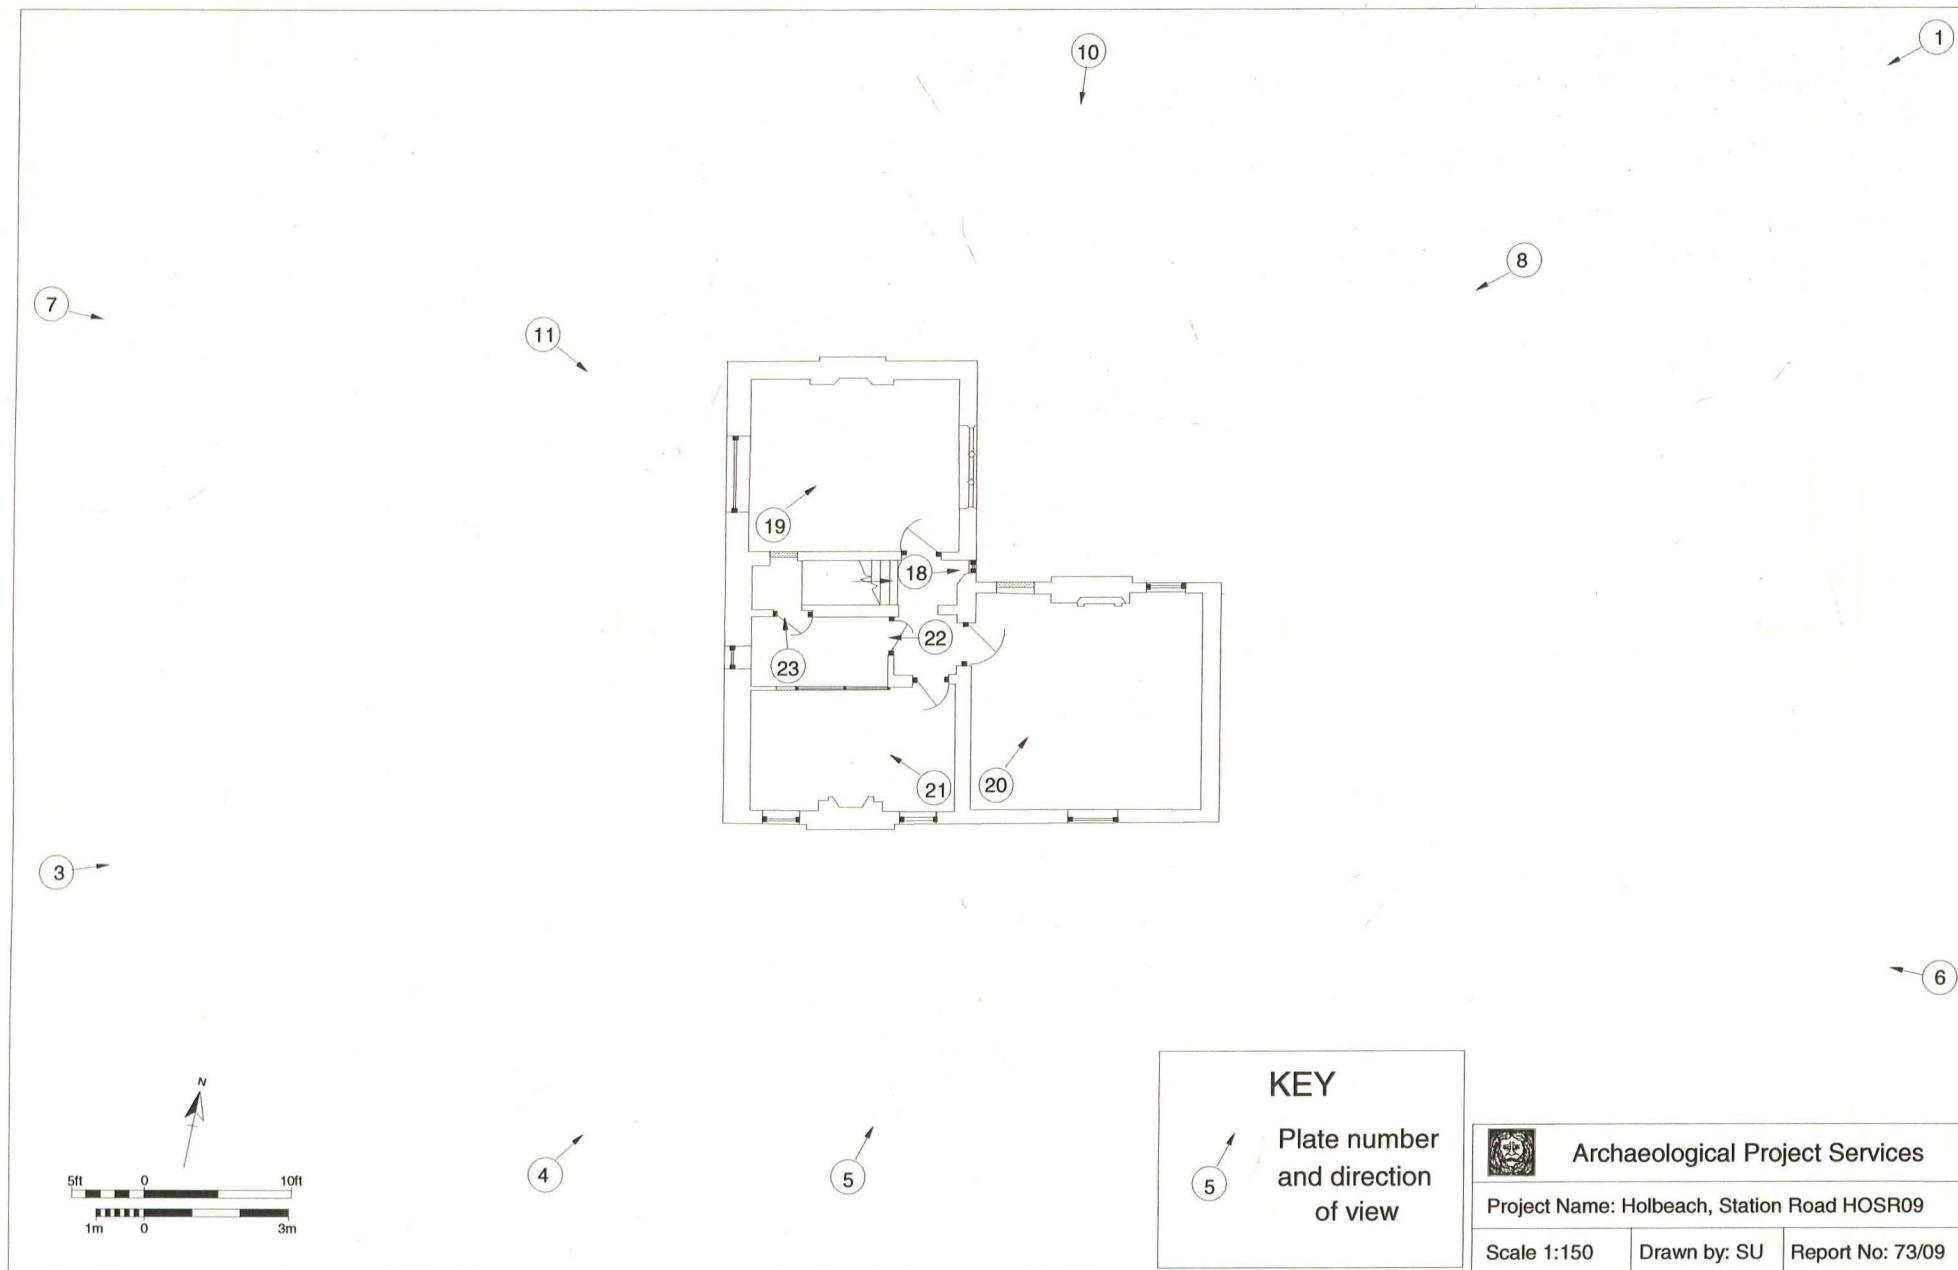 10
1
8
7
11
19
18
22
23
21
20
3
6
N
5ft 0 10ft
1m 0 3m
4
5
KEY
5
Plate number
and direction
of view
Archaeological Project Services
Project Name: Holbeach, Station Road HOSR09
Scale 1:150
Drawn by: SU
Report No: 73/09